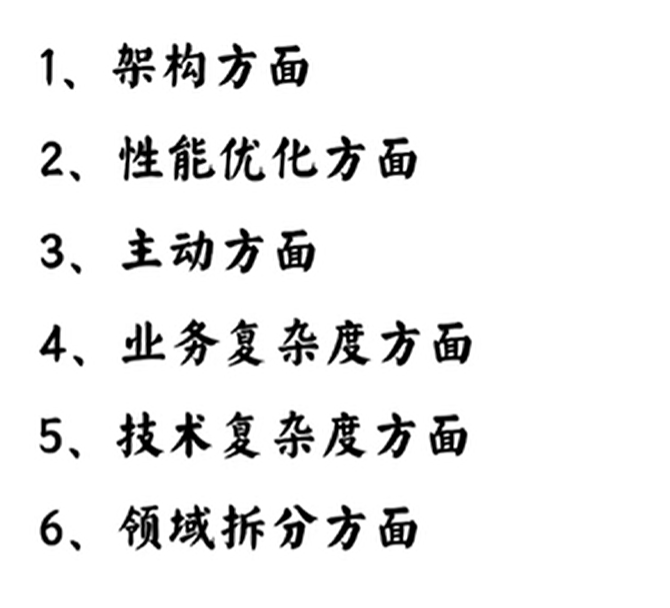 1、架构方面
2、性能优化方面
3、主动方面
4、业务复杂度方面
5、技术复杂度方面
6、领域拆分方面